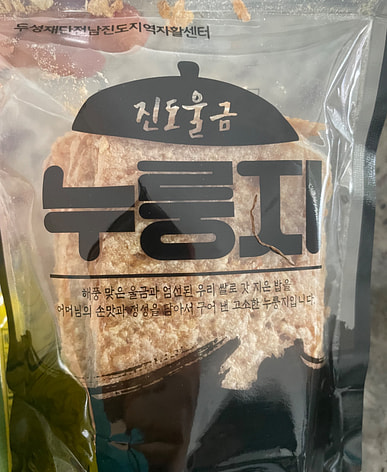 두성재단전남진도지역자활센터
진도울금
누룽지
해풍 맞은 울금과 엄선된 우리 쌀로 갓 지은 밥을
어머님의 손맛과 정성을 담아서 구어 낸 고소한 누룽지입니다.